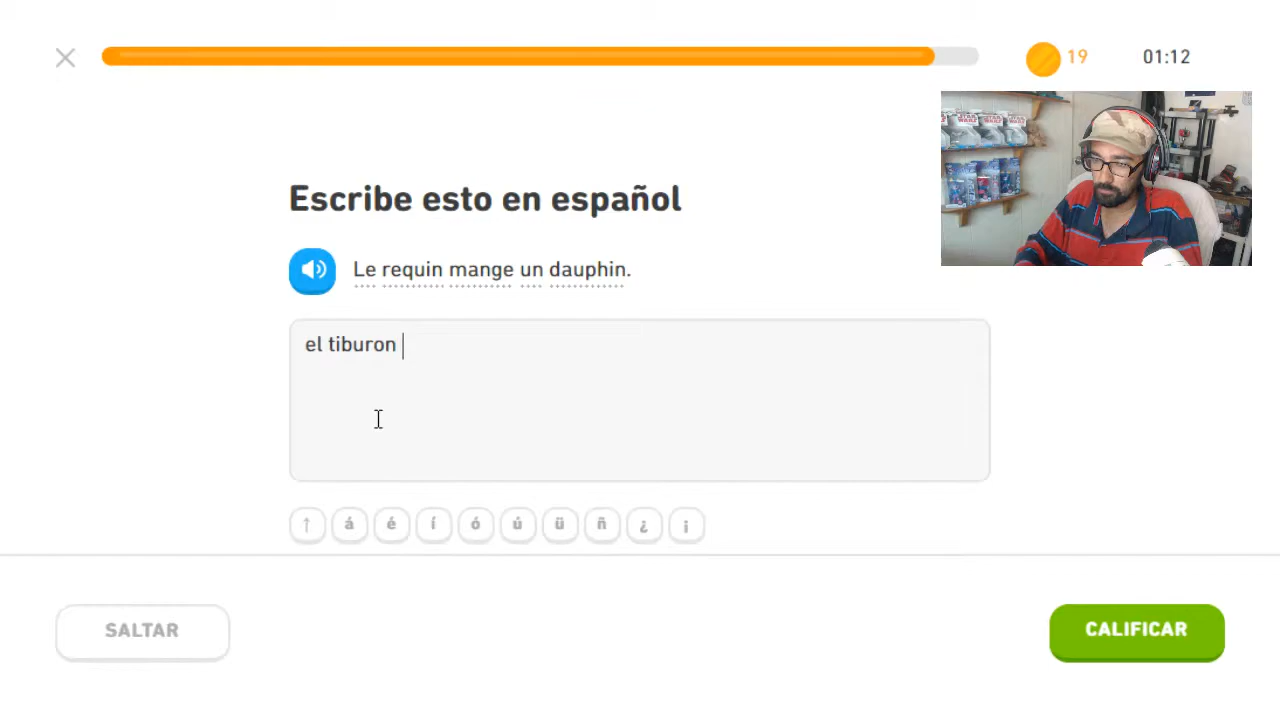 19 01:12
Escribe esto en español
Le requin mange un dauphin.
el tiburon
↑ á é í ó ú ü ñ ¿ ¡
SALTAR CALIFICAR